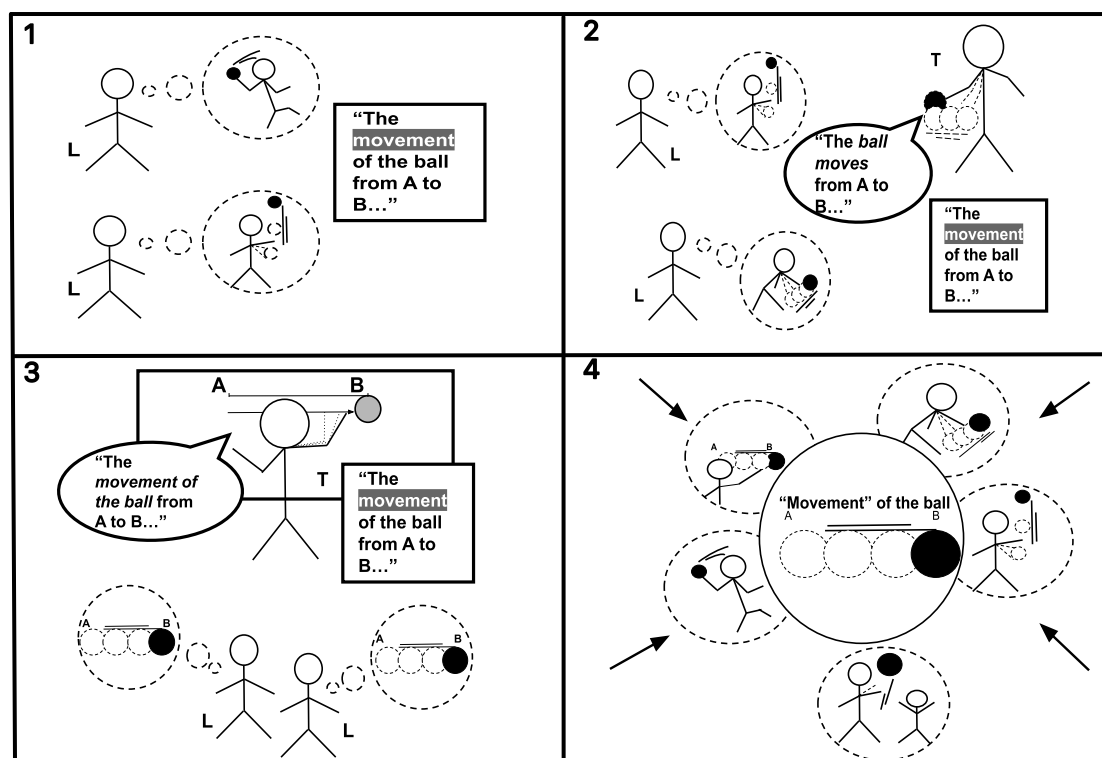 1
L
L
“The
movement
of the ball
from A to
B…”
2
T
L
“The ball
moves
from A to
B…”
“The
movement
of the ball
from A to
B…”
L
3
A B
“The
movement of
the ball from
A to B…”
T
“The
movement
of the ball
from A to
B…”
A B
A B
L
L
4
A B
“Movement” of the ball
A B